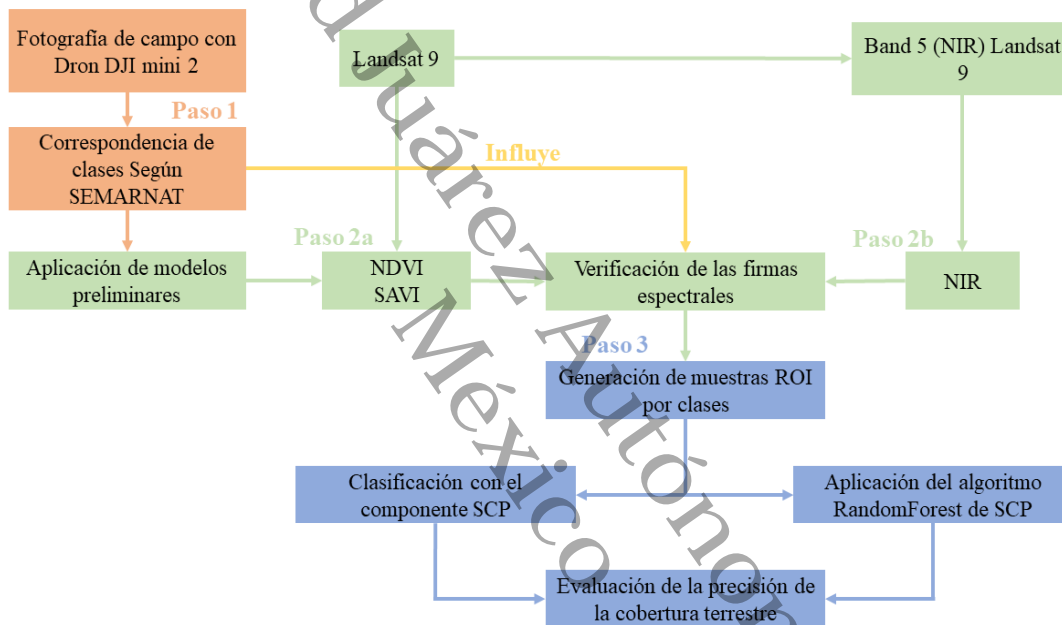 Fotografía de campo con
Dron DJI mini 2
Landsat 9
Band 5 (NIR) Landsat
9
Paso 1
Correspondencia de
clases Según
SEMARNAT
Influye
Paso 2a
Paso 2b
Aplicación de modelos
preliminares
NDVI
SAVI
Verificación de las firmas
espectrales
NIR
Paso 3
Generación de muestras ROI
por clases
Clasificación con el
componente SCP
Aplicación del algoritmo
RandomForest de SCP
Evaluación de la precisión de
la cobertura terrestre
d Juárez Autónom
México